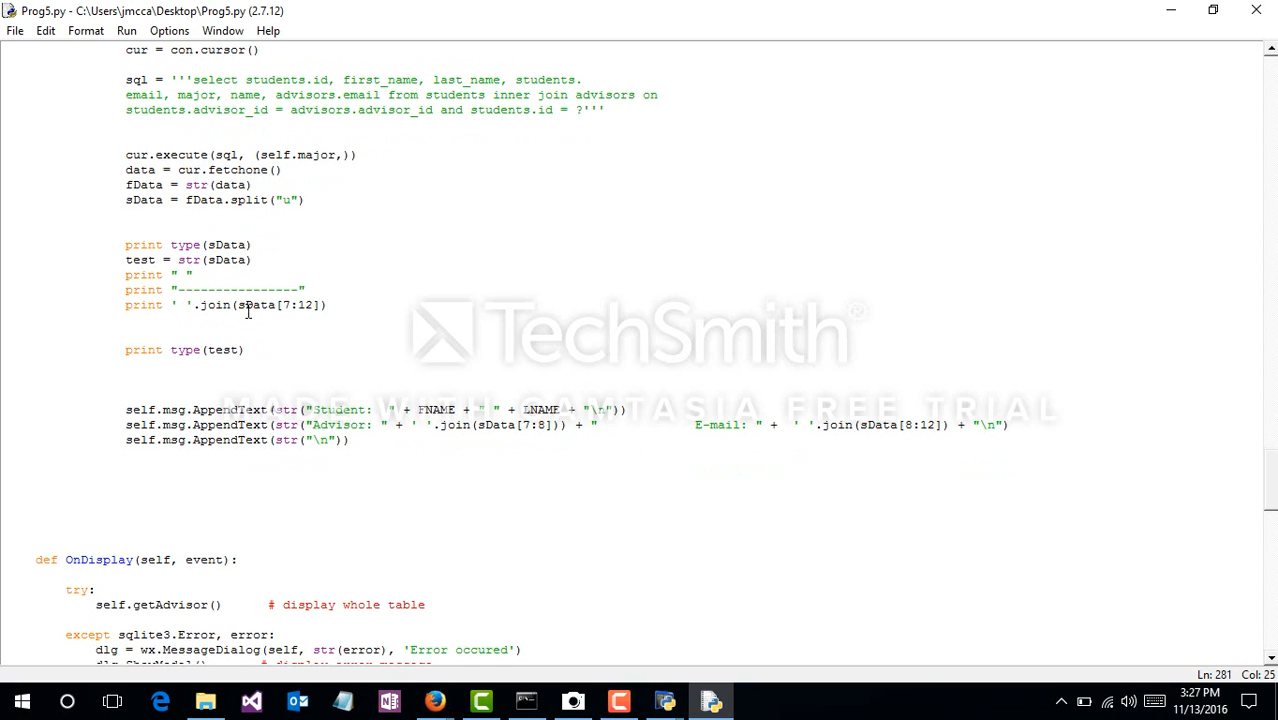 Prog5.py - C:\Users\jmcca\Desktop\Prog5.py (2.7.12)
File Edit Format Run Options Window Help
cur = con.cursor()
sql = '''select students.id, first_name, last_name, students.
email, major, name, advisors.email from students inner join advisors on
students.advisor_id = advisors.advisor_id and students.id = ?'''
cur.execute(sql, (self.major,))
data = cur.fetchone()
fData = str(data)
sData = fData.split("u")
print type(sData)
test = str(sData)
print " "
print "----------------"
print ' '.join(sData[7:12])
TechSmith®
print type(test)
MADE WITH CAMTASIA FREE TRIAL
self.msg.AppendText(str("Student:  " + FNAME + " " + LNAME + "\n"))
self.msg.AppendText(str("Advisor: " + ' '.join(sData[7:8])) + "             E-mail: " +  ' '.join(sData[8:12]) + "\n")
self.msg.AppendText(str("\n"))
def OnDisplay(self, event):
try:
self.getAdvisor()      # display whole table
except sqlite3.Error, error:
dlg = wx.MessageDialog(self, str(error), 'Error occured')
Ln: 281 Col: 25
3:27 PM
11/13/2016